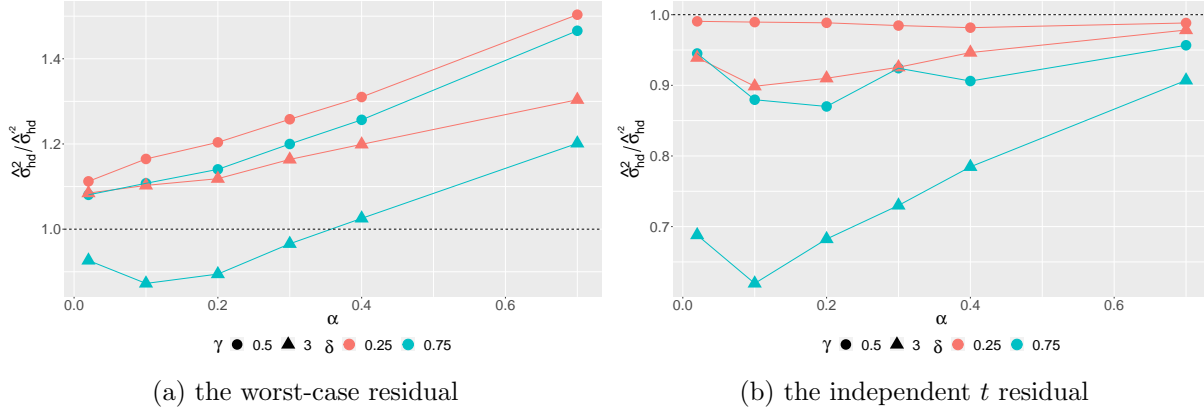 1.4
1.2
1.0
σ̂²hd / σ̂′²hd
0.0 0.2 0.4 0.6
α
γ 0.5 3 δ 0.25 0.75
(a) the worst-case residual
1.0
0.9
0.8
0.7
σ̂²hd / σ̂′²hd
0.0 0.2 0.4 0.6
α
γ 0.5 3 δ 0.25 0.75
(b) the independent t residual